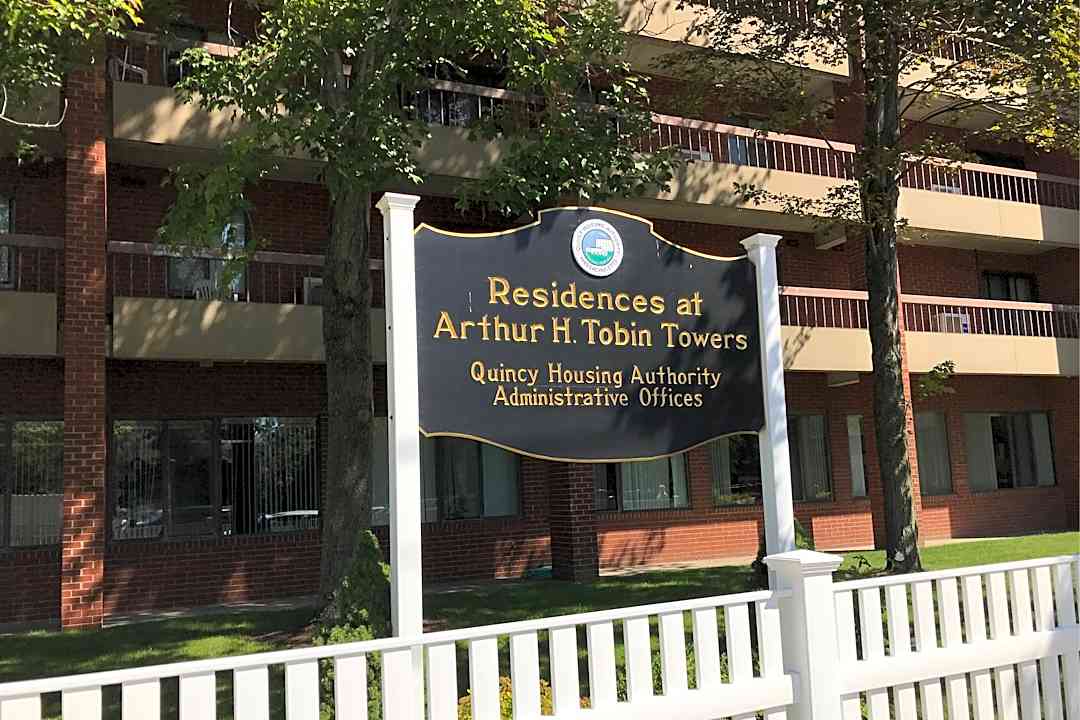 Residences at
Arthur H. Tobin Towers
Quincy Housing Authority
Administrative Offices